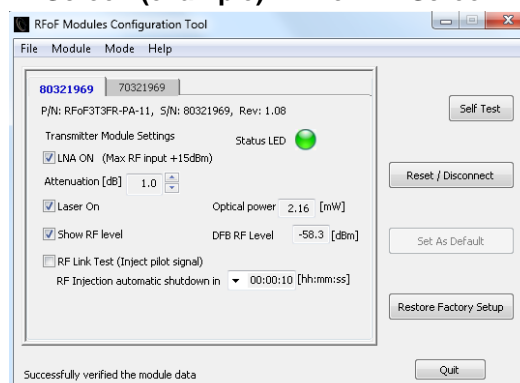 RFoF Modules Configuration Tool
File Module Mode Help
80321969 70321969
P/N: RFoF3T3FR-PA-11, S/N: 80321969, Rev: 1.08
Self Test
Transmitter Module Settings Status LED
LNA ON (Max RF input +15dBm)
Attenuation [dB] 1.0
Reset / Disconnect
Laser On Optical power 2.16 [mW]
Show RF level DFB RF Level -58.3 [dBm]
Set As Default
RF Link Test (Inject pilot signal)
RF Injection automatic shutdown in 00:00:10 [hh:mm:ss]
Restore Factory Setup
Successfully verified the module data
Quit